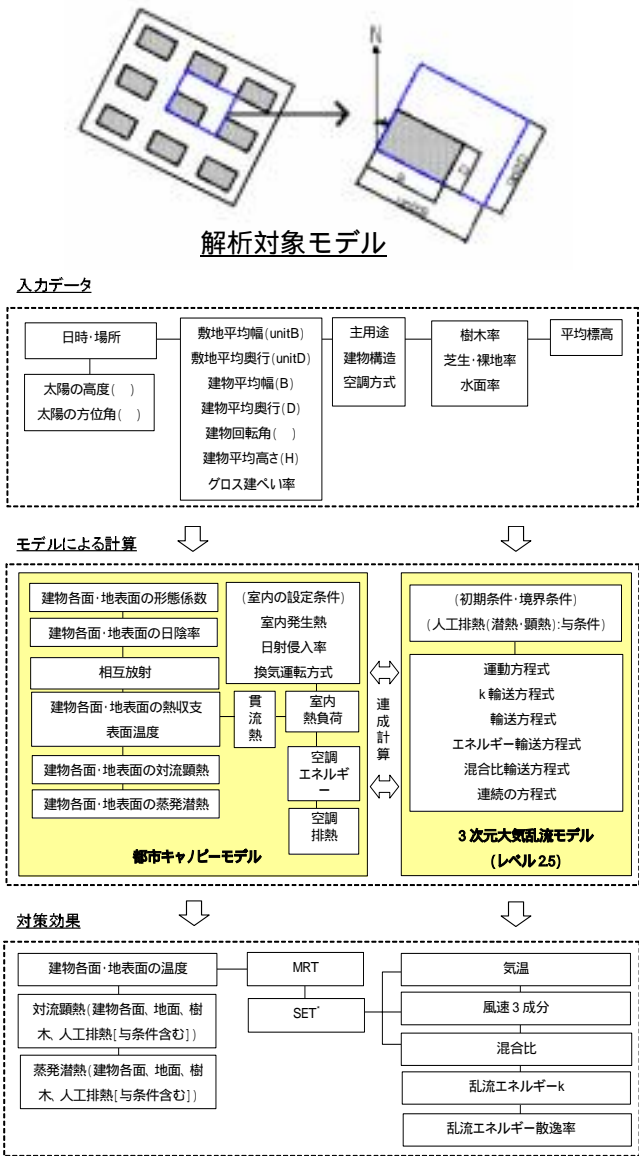 N
B
D
unitB
unitD
解析対象モデル
入力データ
日時・場所
太陽の高度( )
太陽の方位角( )
敷地平均幅(unitB)
敷地平均奥行(unitD)
建物平均幅(B)
建物平均奥行(D)
建物回転角( )
建物平均高さ(H)
グロス建ぺい率
主用途
建物構造
空調方式
樹木率
芝生・裸地率
水面率
平均標高
モデルによる計算
建物各面・地表面の形態係数
建物各面・地表面の日陰率
相互放射
建物各面・地表面の熱収支
表面温度
建物各面・地表面の対流顕熱
建物各面・地表面の蒸発潜熱
(室内の設定条件)
室内発生熱
日射侵入率
換気運転方式
貫流熱
室内
熱負荷
空調
エネルギ
ー
空調
排熱
都市キャノピーモデル
連成計算
(初期条件・境界条件)
(人工排熱(潜熱・顕熱):与条件)
運動方程式
k輸送方程式
輸送方程式
エネルギー輸送方程式
混合比輸送方程式
連続の方程式
3次元大気乱流モデル
(レベル2.5)
対策効果
建物各面・地表面の温度
対流顕熱(建物各面、地面、樹
木、人工排熱[与条件含む])
蒸発潜熱(建物各面、地面、樹
木、人工排熱[与条件含む])
MRT
SET*
気温
風速3成分
混合比
乱流エネルギーk
乱流エネルギー散逸率